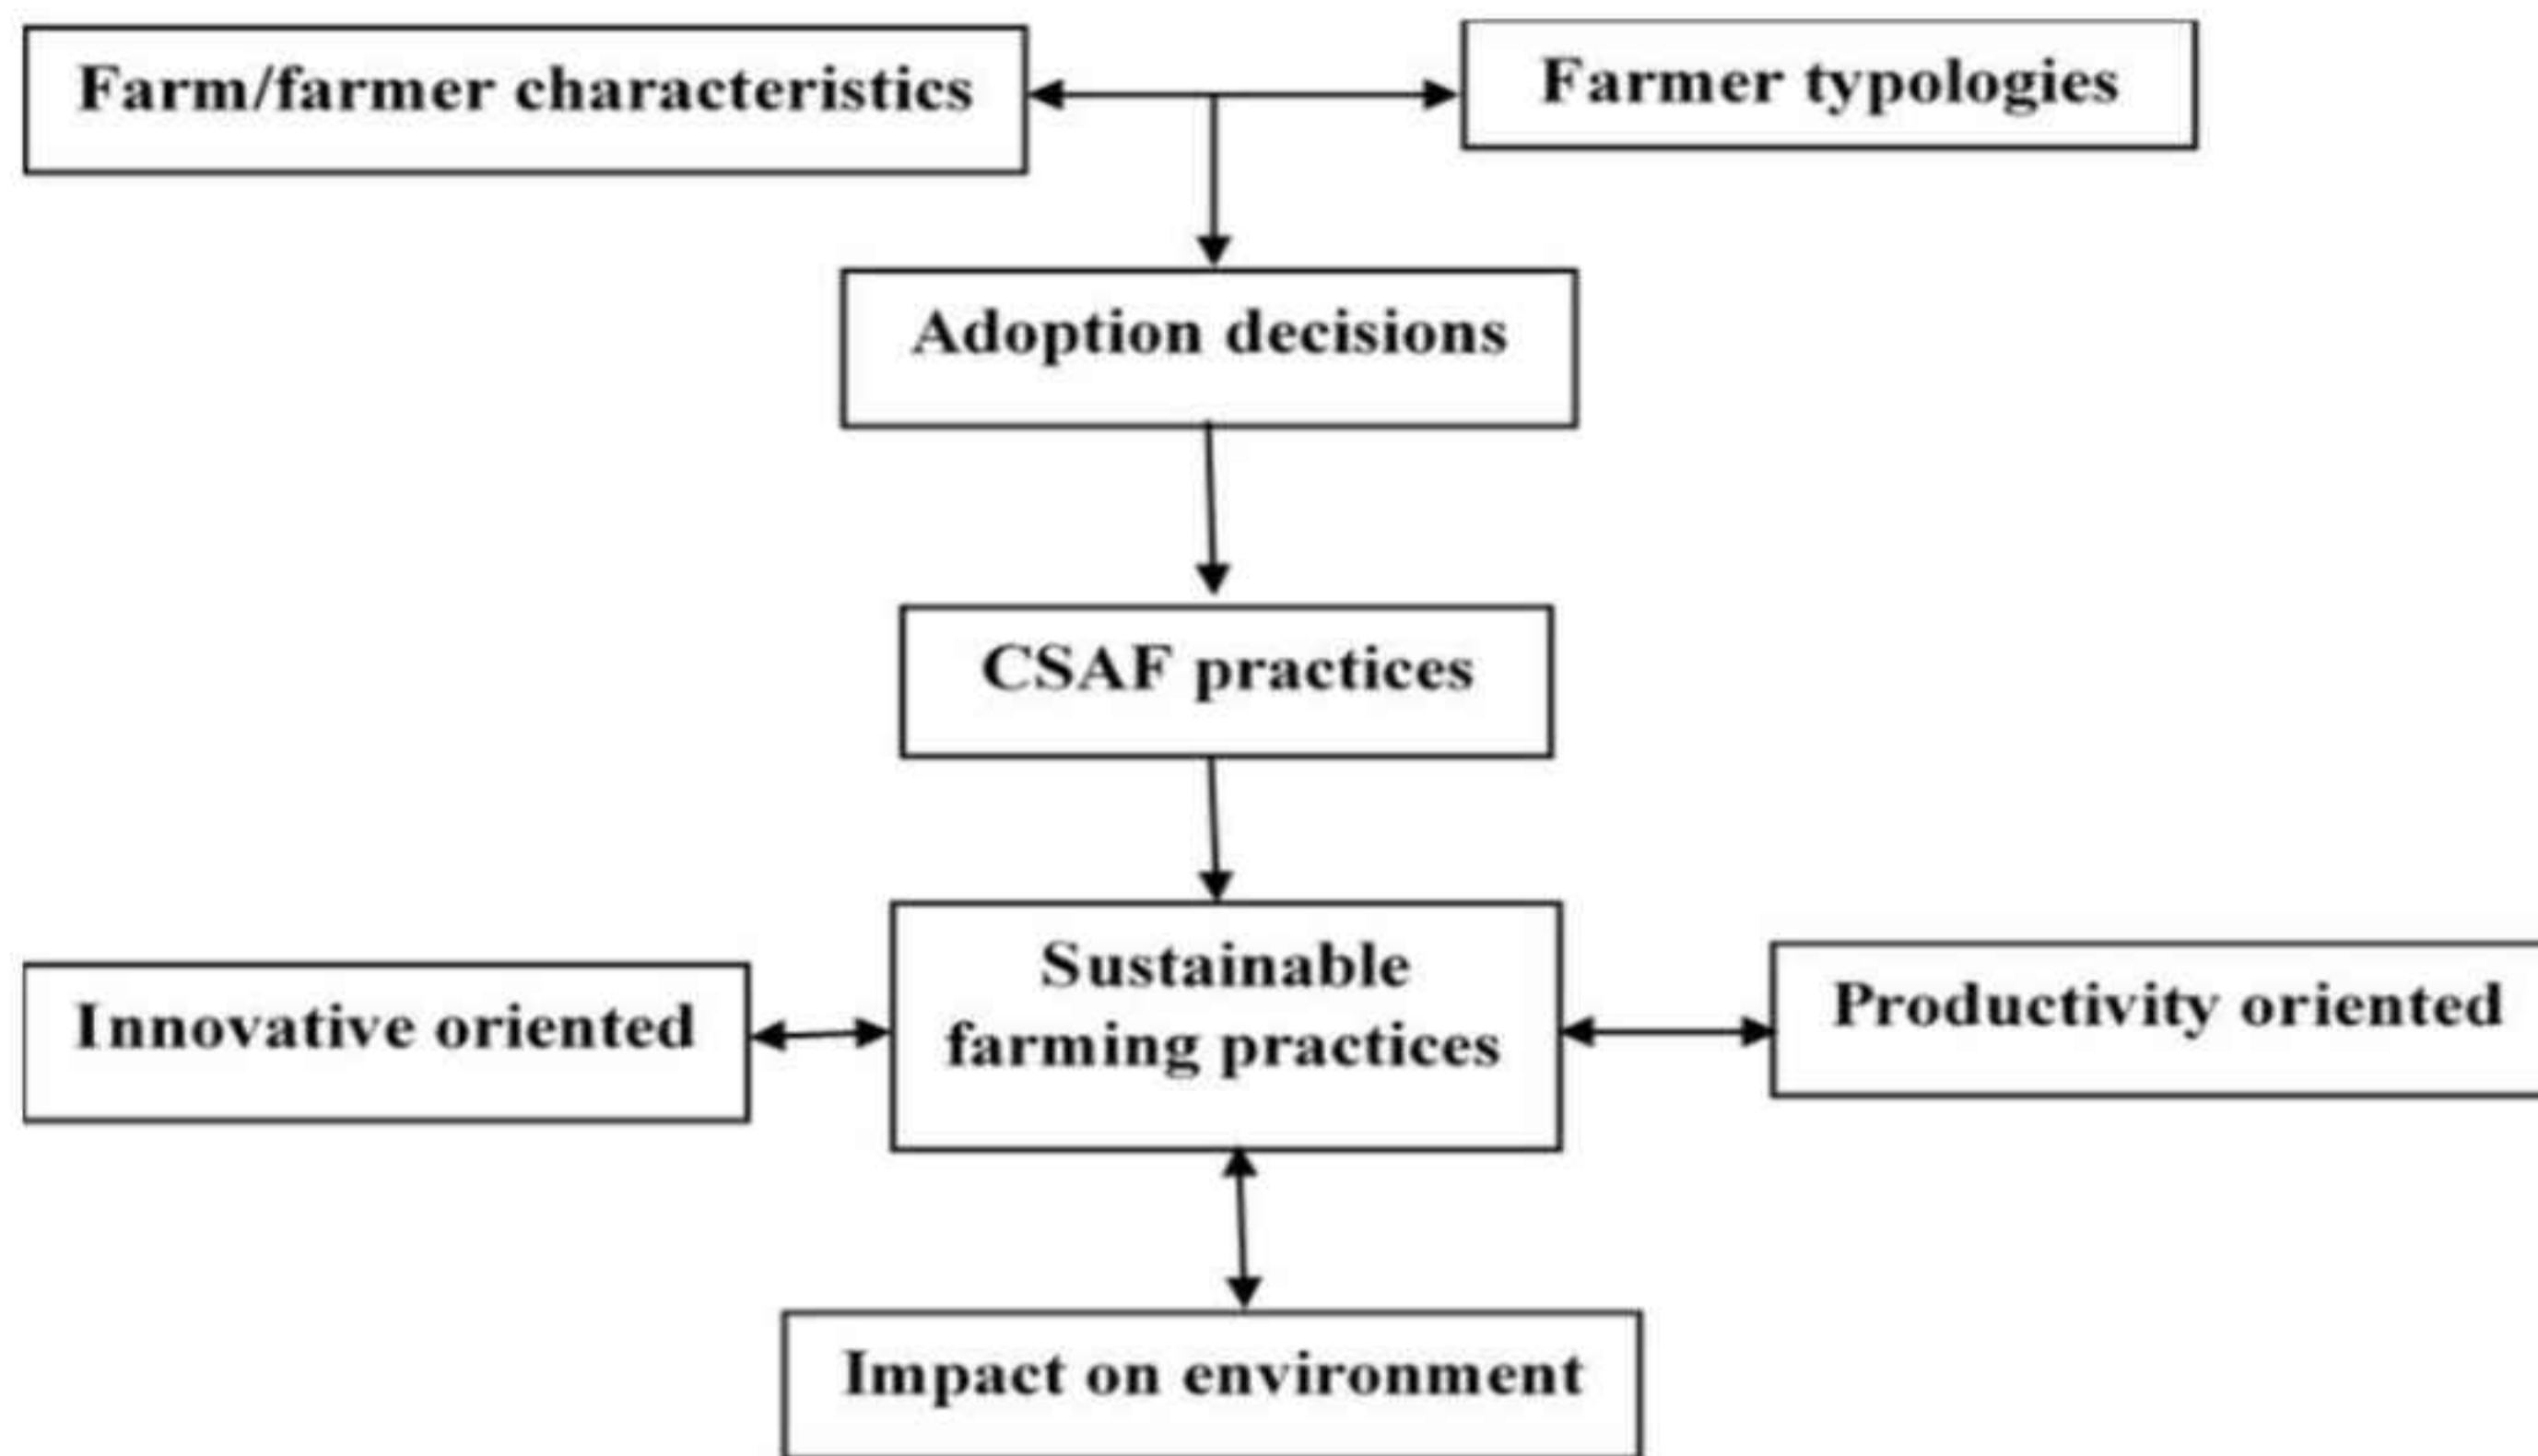 Farm/farmer characteristics
Farmer typologies
Adoption decisions
CSAF practices
Sustainable
farming practices
Innovative oriented
Productivity oriented
Impact on environment